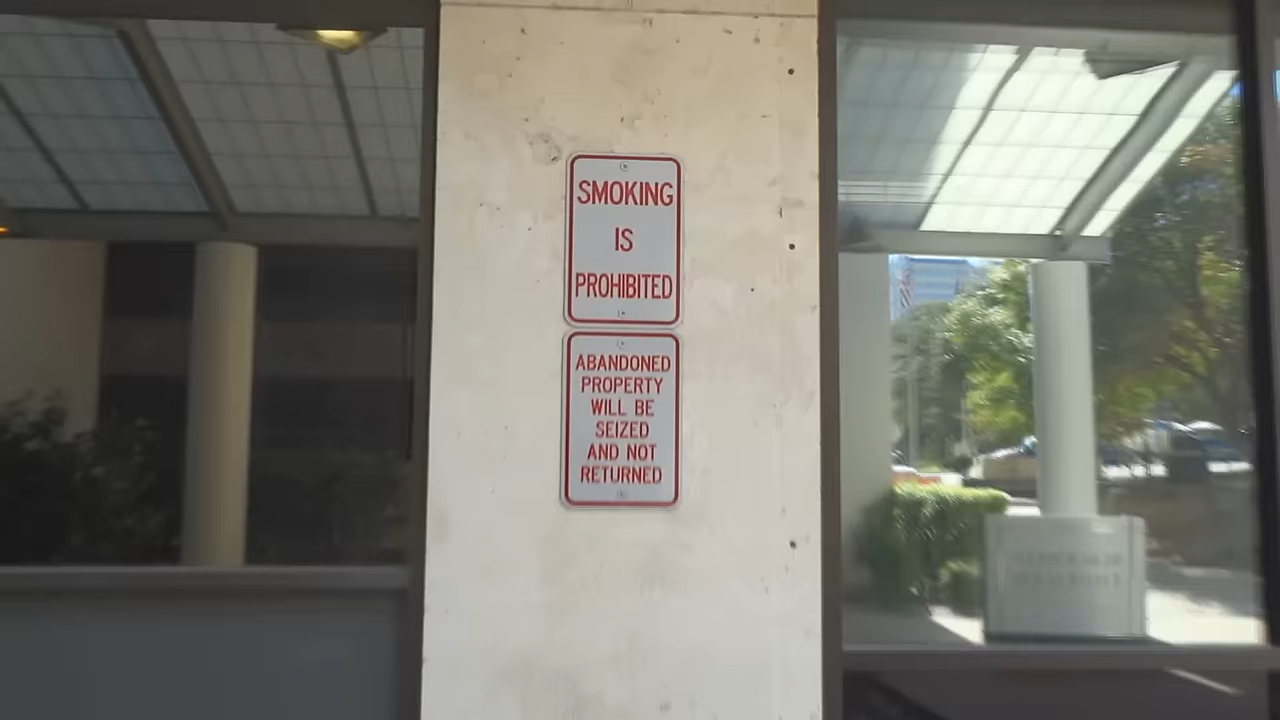 SMOKING
IS
PROHIBITED
ABANDONED
PROPERTY
WILL BE
SEIZED
AND NOT
RETURNED